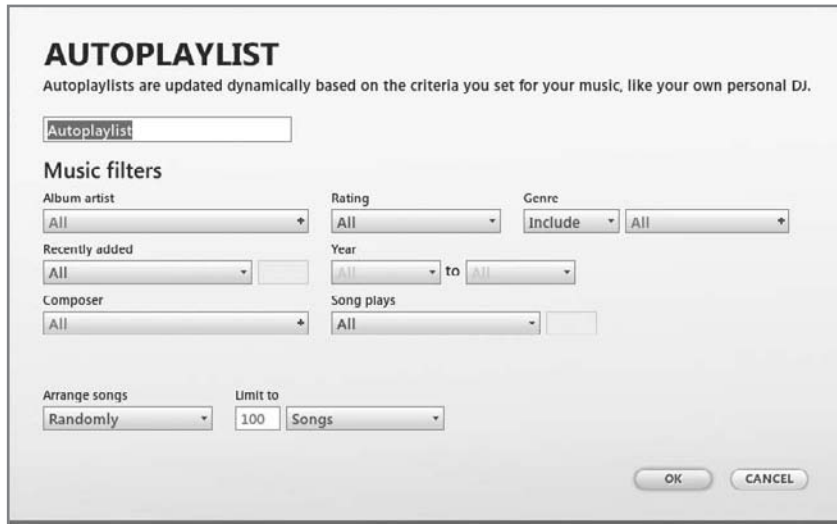 AUTOPLAYLIST
Autoplaylists are updated dynamically based on the criteria you set for your music, like your own personal DJ.
Autoplaylist
Music filters
Album artist Rating Genre
All + All Include All +
Recently added Year
All All to All
Composer Song plays
All + All
Arrange songs Limit to
Randomly 100 Songs
OK CANCEL